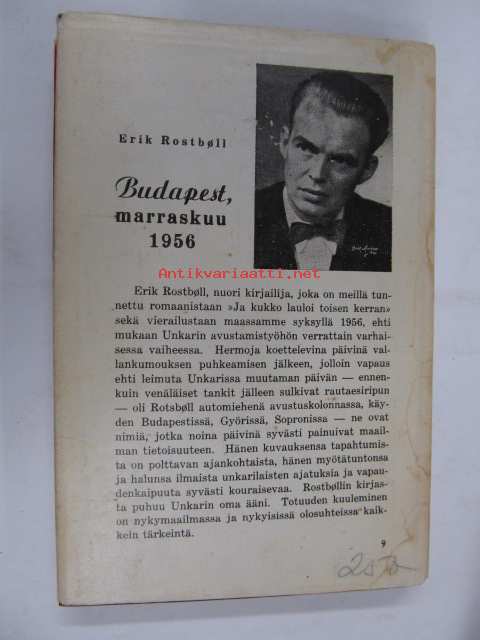 Erik Rostbøll
Budapest,
marraskuu
1956
Antikvariaatti.net
Erik Rostbøll, nuori kirjailija, joka on meillä tun-
nettu romaanistaan »Ja kukko lauloi toisen kerran»
sekä vierailustaan maassamme syksyllä 1956, ehti
mukaan Unkarin avustamistyöhön verrattain varhai-
sessa vaiheessa. Hermoja koettelevina päivinä val-
lankumouksen puhkeamisen jälkeen, jolloin vapaus
ehti leimuta Unkarissa muutaman päivän — ennen-
kuin venäläiset tankit jälleen sulkivat rautaesiripun
— oli Rotsbøll automiehenä avustuskolonnassa, käy-
den Budapestissä, Györissä, Sopronissa — ne ovat
nimiä, jotka noina päivinä syvästi painuivat maail-
man tietoisuuteen. Hänen kuvauksensa tapahtumis-
ta on polttavan ajankohtaista, hänen myötätuntonsa
ja halunsa ilmaista unkarilaisten ajatuksia ja vapau-
denkaipuuta syvästi kouraisevaa. Rostbøllin kirjas-
ta puhuu Unkarin oma ääni. Totuuden kuuleminen
on nykymaailmassa ja nykyisissä olosuhteissa kaik-
kein tärkeintä.
9